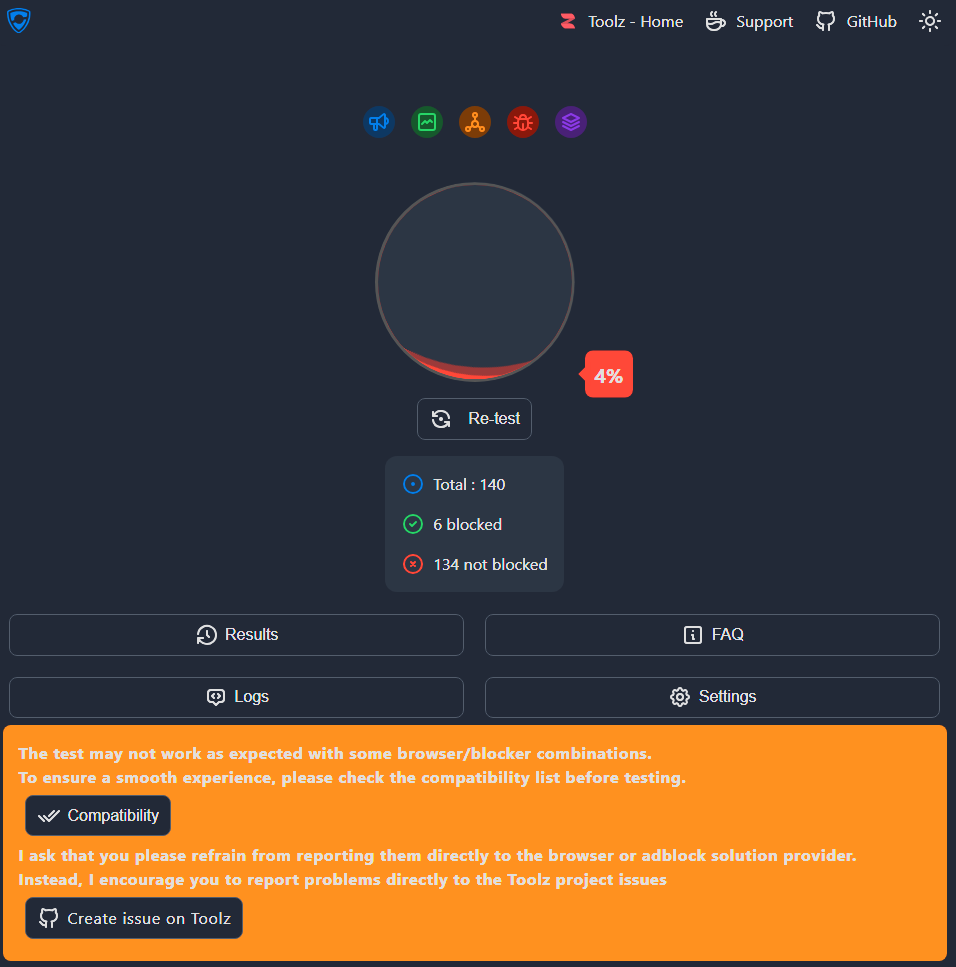 Toolz - Home
Support
GitHub
4%
Re-test
Total : 140
6 blocked
134 not blocked
Results
FAQ
Logs
Settings
The test may not work as expected with some browser/blocker combinations.
To ensure a smooth experience, please check the compatibility list before testing.
Compatibility
I ask that you please refrain from reporting them directly to the browser or adblock solution provider.
Instead, I encourage you to report problems directly to the Toolz project issues
Create issue on Toolz